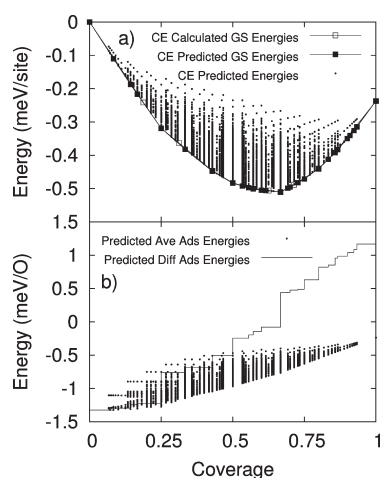 a)
CE Calculated GS Energies
CE Predicted GS Energies
CE Predicted Energies
Energy (meV/site)
-0
-0.1
-0.2
-0.3
-0.4
-0.5
b)
Predicted Ave Ads Energies
Predicted Diff Ads Energies
Energy (meV/O)
1.5
1
0.5
0
-0.5
-1
-1.5
0
0.25
0.5
0.75
1
Coverage